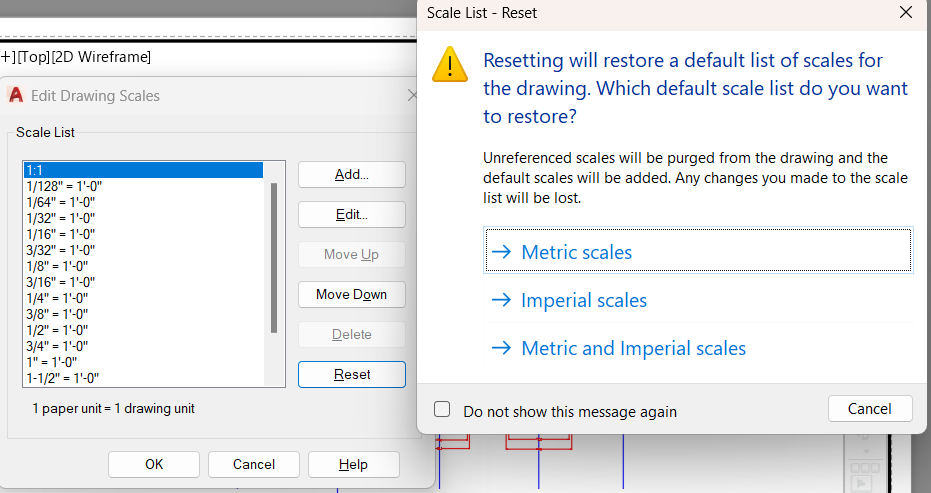 +][Top][2D Wireframe]
Edit Drawing Scales
Scale List
1:1
1/128" = 1'-0"
1/64" = 1'-0"
1/32" = 1'-0"
1/16" = 1'-0"
3/32" = 1'-0"
1/8" = 1'-0"
3/16" = 1'-0"
1/4" = 1'-0"
3/8" = 1'-0"
1/2" = 1'-0"
3/4" = 1'-0"
1" = 1'-0"
1-1/2" = 1'-0"
Add...
Edit...
Move Up
Move Down
Delete
Reset
1 paper unit = 1 drawing unit
OK
Cancel
Help
Scale List - Reset
Resetting will restore a default list of scales for
the drawing. Which default scale list do you want
to restore?
Unreferenced scales will be purged from the drawing and the
default scales will be added. Any changes you made to the scale
list will be lost.
Metric scales
Imperial scales
Metric and Imperial scales
Do not show this message again
Cancel